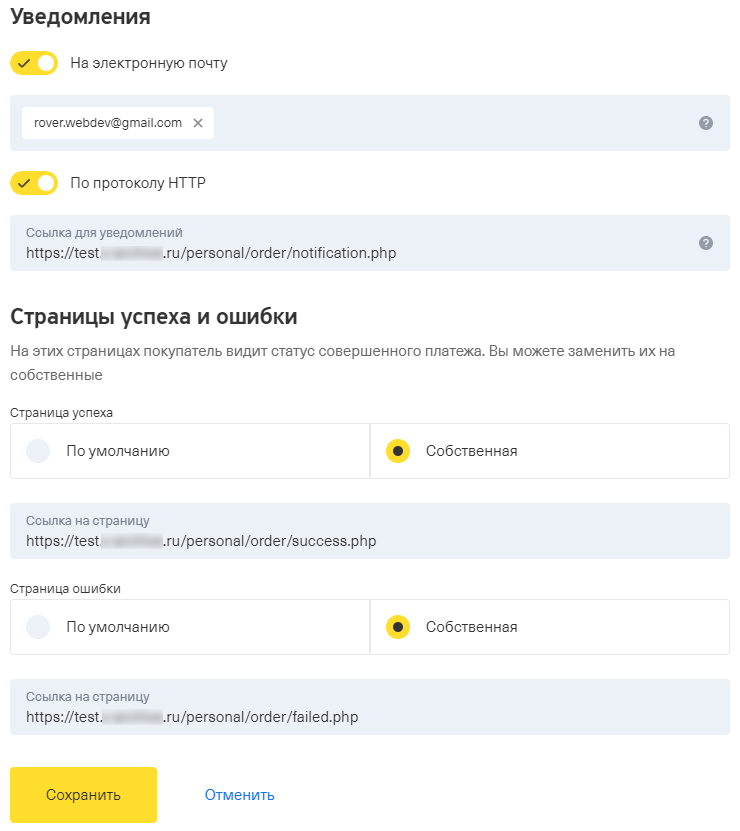 Уведомления
На электронную почту
rover.webdev@gmail.com
По протоколу HTTP
Ссылка для уведомлений
https://test. .ru/personal/order/notification.php
Страницы успеха и ошибки
На этих страницах покупатель видит статус совершенного платежа. Вы можете заменить их на
собственные
Страница успеха
По умолчанию Собственная
Ссылка на страницу
https://test. .ru/personal/order/success.php
Страница ошибки
По умолчанию Собственная
Ссылка на страницу
https://test. .ru/personal/order/failed.php
Сохранить Отменить